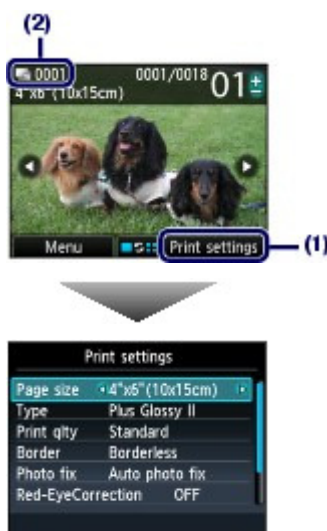 (2)
0001 0001/0018 01
4"x6"(10x15cm)
Menu Print settings (1)
Print settings
Page size 4"x6"(10x15cm)
Type Plus Glossy II
Print qlty Standard
Border Borderless
Photo fix Auto photo fix
Red-EyeCorrection OFF